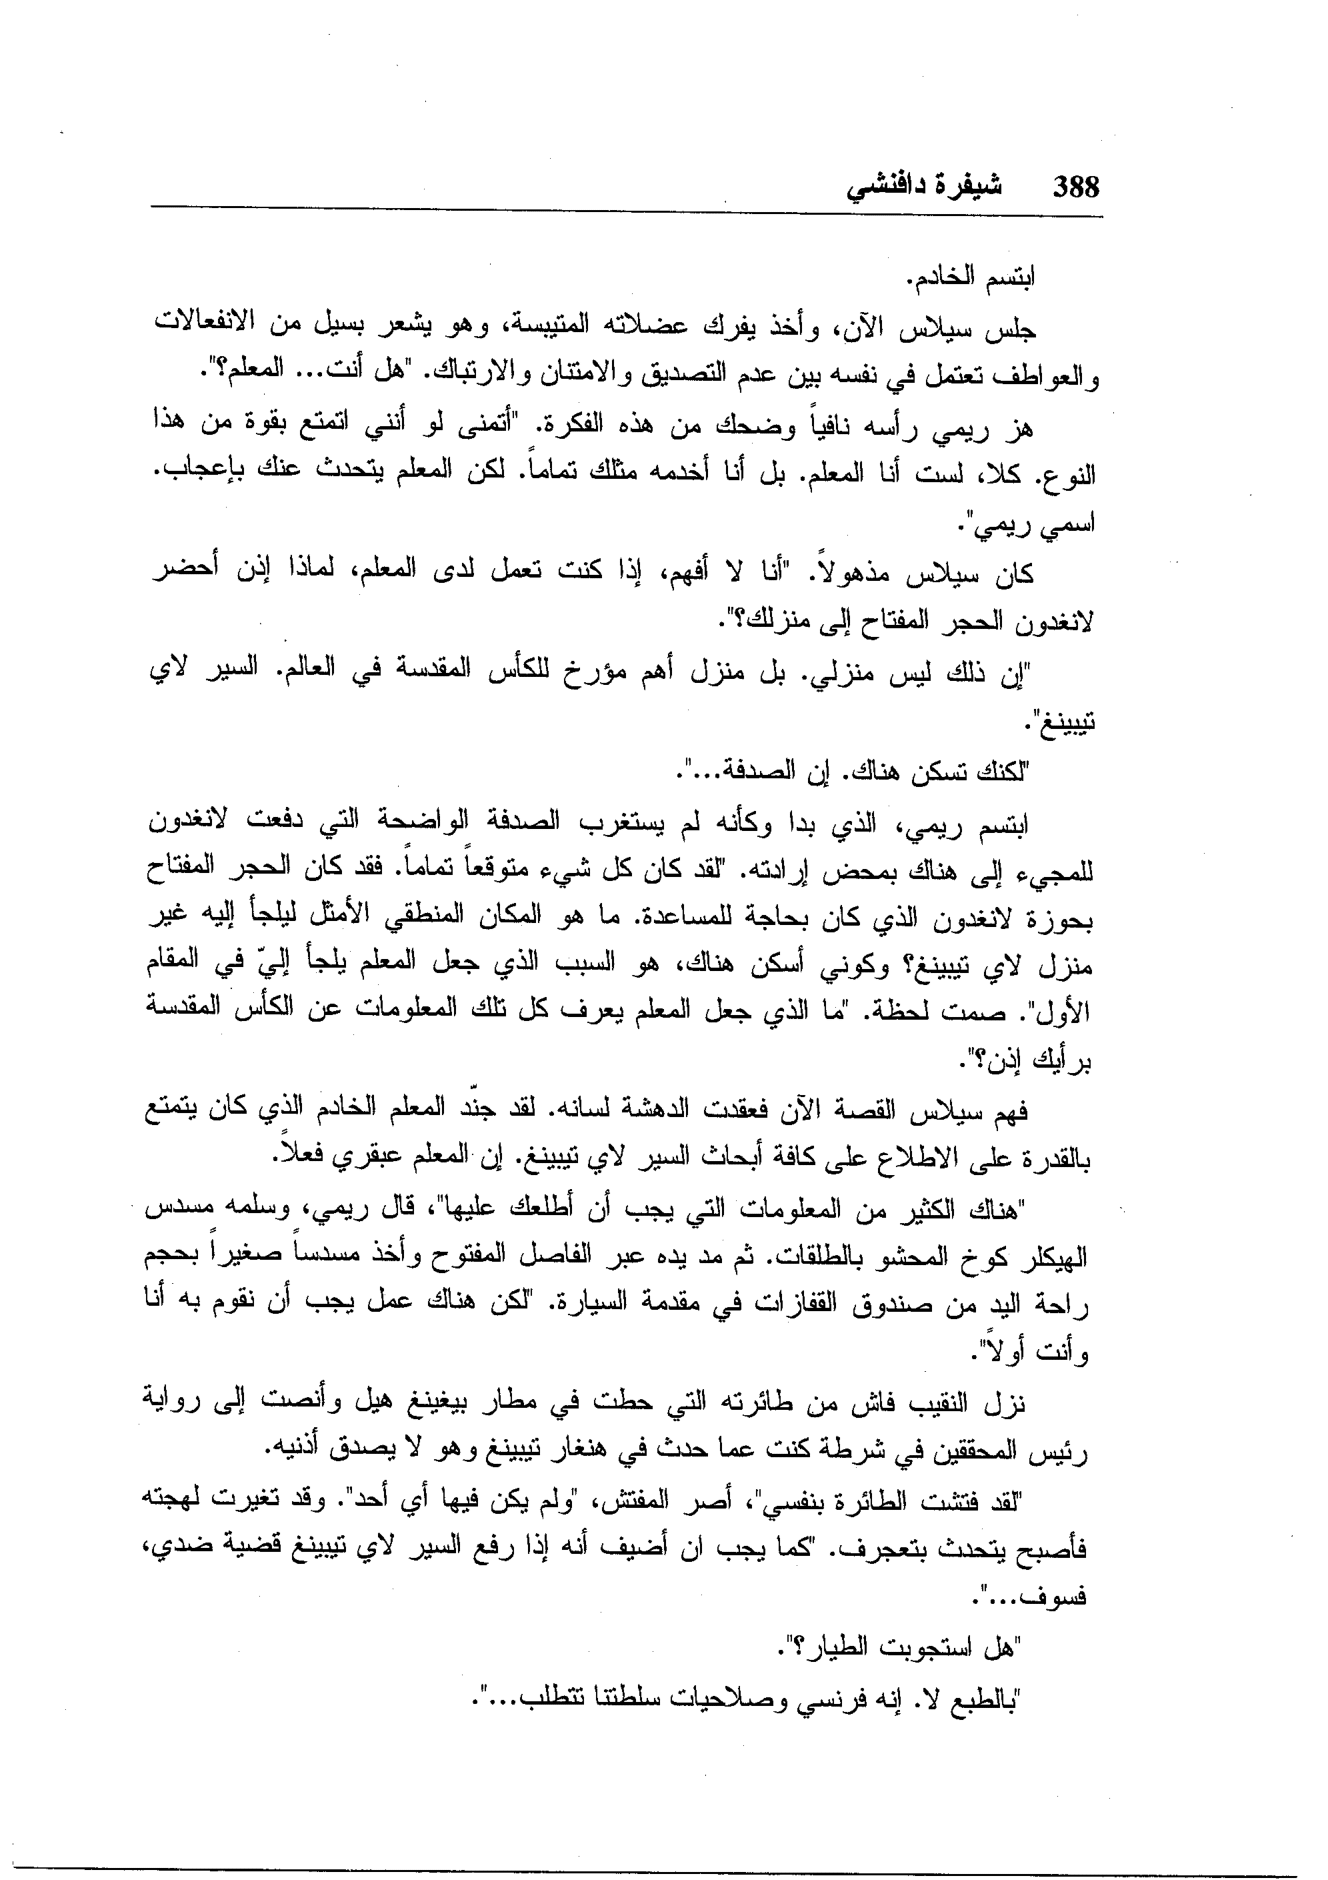 388 شيفرة دافنشي
ابتسم الخادم.
جلس سيلاس الآن، وأخذ يفرك عضلاته المتيبسة، وهو يشعر بسيل من الانفعالات
والعواطف تعتمل في نفسه بين عدم التصديق والامتنان والارتباك. "هل أنت... المعلم؟".
هز ريمي رأسه نافياً وضحك من هذه الفكرة. "أتمنى لو أنني اتمتع بقوة من هذا
النوع. كلا، لست أنا المعلم. بل أنا أخدمه مثلك تماماً. لكن المعلم يتحدث عنك بإعجاب.
اسمي ريمي".
كان سيلاس مذهولاً. "أنا لا أفهم، إذا كنت تعمل لدى المعلم، لماذا إذن أحضر
لانغدون الحجر المفتاح إلى منزلك؟".
"إن ذلك ليس منزلي. بل منزل أهم مؤرخ للكأس المقدسة في العالم. السير لاي
تيبينغ".
"لكنك تسكن هناك. إن الصدفة...".
ابتسم ريمي، الذي بدا وكأنه لم يستغرب الصدفة الواضحة التي دفعت لانغدون
للمجيء إلى هناك بمحض إرادته. "لقد كان كل شيء متوقعاً تماماً. فقد كان الحجر المفتاح
بحوزة لانغدون الذي كان بحاجة للمساعدة. ما هو المكان المنطقي الأمثل ليلجأ إليه غير
منزل لاي تيبينغ؟ وكوني أسكن هناك، هو السبب الذي جعل المعلم يلجأ إليّ في المقام
الأول". صمت لحظة. "ما الذي جعل المعلم يعرف كل تلك المعلومات عن الكأس المقدسة
برأيك إذن؟".
فهم سيلاس القصة الآن فعقدت الدهشة لسانه. لقد جنّد المعلم الخادم الذي كان يتمتع
بالقدرة على الاطلاع على كافة أبحاث السير لاي تيبينغ. إن المعلم عبقري فعلاً.
"هناك الكثير من المعلومات التي يجب أن أطلعك عليها"، قال ريمي، وسلمه مسدس
الهيكلر كوخ المحشو بالطلقات. ثم مد يده عبر الفاصل المفتوح وأخذ مسدساً صغيراً بحجم
راحة اليد من صندوق القفازات في مقدمة السيارة. "لكن هناك عمل يجب أن نقوم به أنا
وأنت أولاً".
نزل النقيب فاش من طائرته التي حطت في مطار بيغينغ هيل وأنصت إلى رواية
رئيس المحققين في شرطة كنت عما حدث في هنغار تيبينغ وهو لا يصدق أذنيه.
"لقد فتشت الطائرة بنفسي"، أصر المفتش، "ولم يكن فيها أي أحد". وقد تغيرت لهجته
فأصبح يتحدث بتعجرف. "كما يجب ان أضيف أنه إذا رفع السير لاي تيبينغ قضية ضدي،
فسوف...".
"هل استجوبت الطيار؟".
"بالطبع لا. إنه فرنسي وصلاحيات سلطتنا تتطلب...".